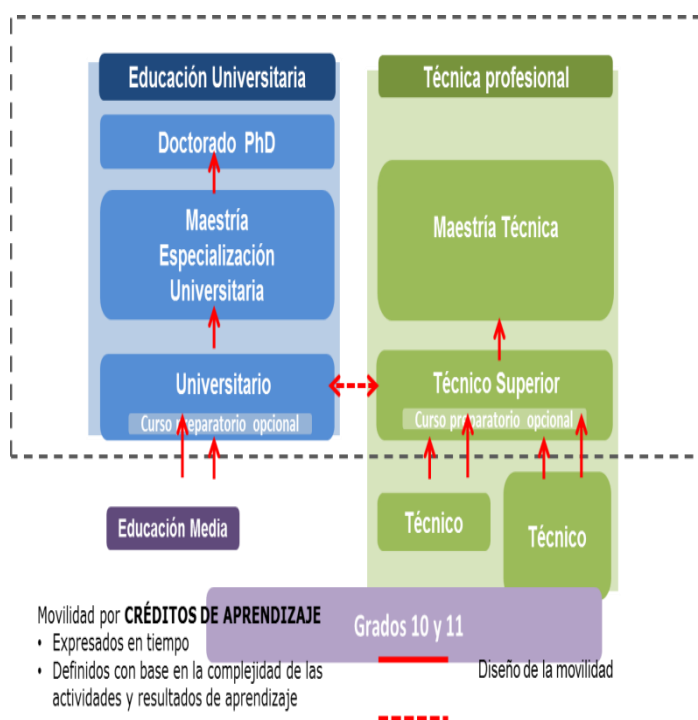 Educación Universitaria
Doctorado PhD
Maestría
Especialización
Universitaria
Universitario
Curso preparatorio opcional
Educación Media
Técnica profesional
Maestría Técnica
Técnico Superior
Curso preparatorio opcional
Técnico
Técnico
Grados 10 y 11
Movilidad por CRÉDITOS DE APRENDIZAJE
• Expresados en tiempo
• Definidos con base en la complejidad de las
actividades y resultados de aprendizaje
Diseño de la movilidad